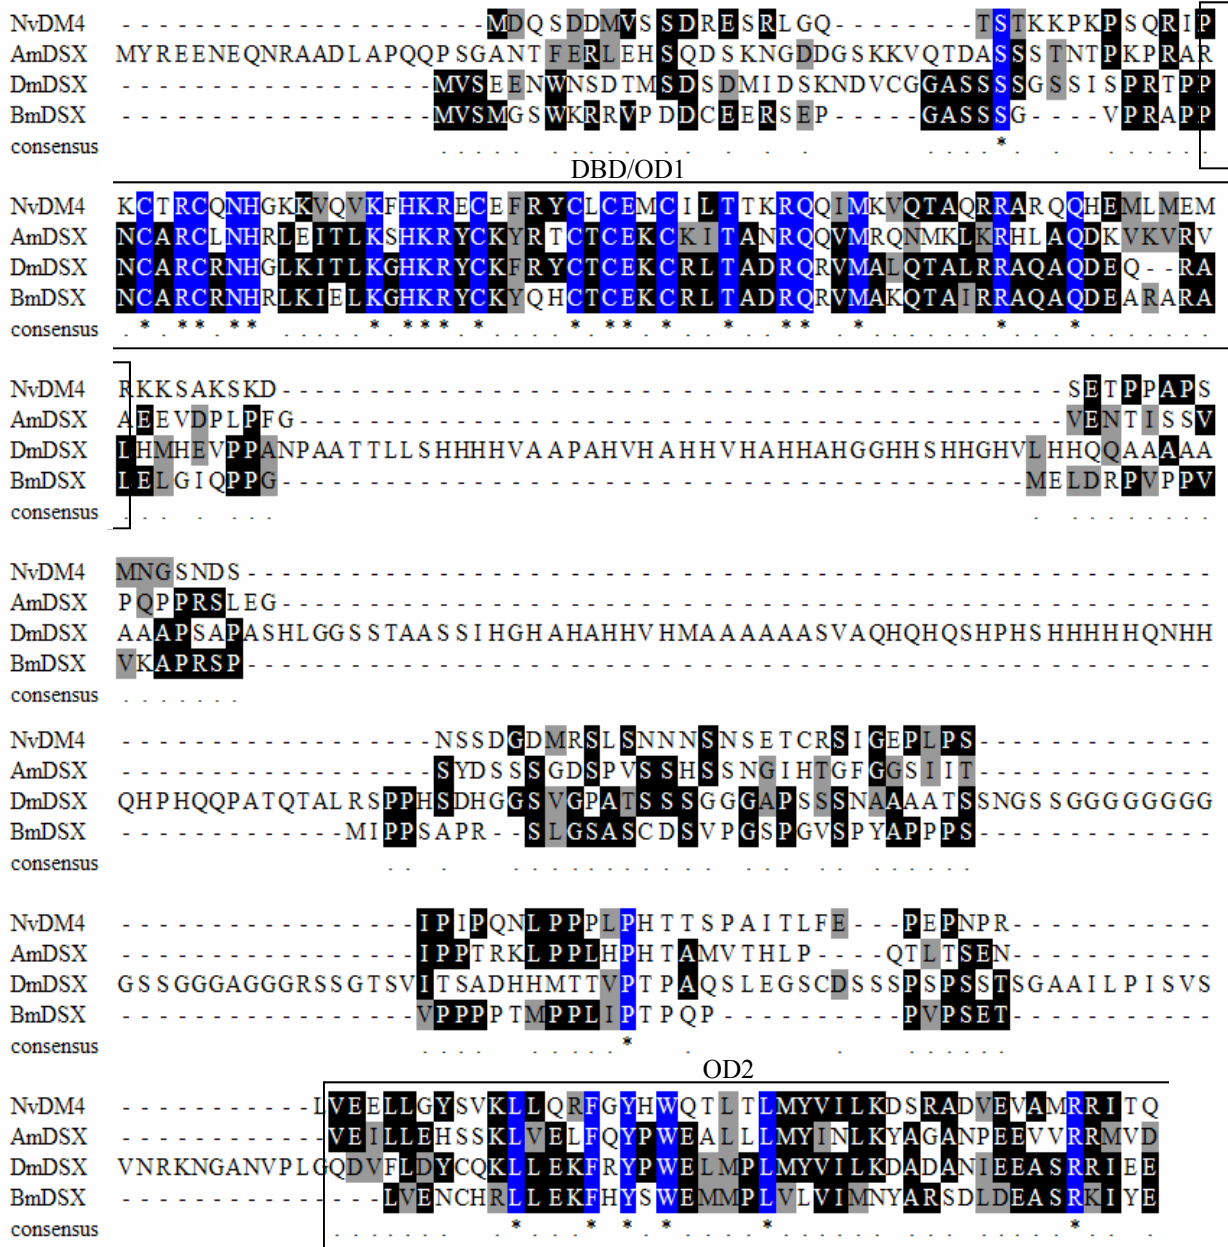 NvDM4 - - - - - - - - - - - - - - - - - - - - MDQSDDMVSSDRESRLGQ - - - - - - - - TSTKKPKPSQRIP
AmDSX MYREENEQNRAADLAPQQPSGANTFERLEHSQDSKNGDDGSKKVQTDASSSTNTPKPRAR
DmDSX - - - - - - - - - - - - - - - - - MVSEENWNSDTMSDSDMIDSKNDVCGGASSSSGSSISPRTPP
BmDSX - - - - - - - - - - - - - - - - - MVSMGSWKRRVPDDCEERSEP - - - - - GASSSG - - - - VPRAPP
consensus . . . . . . . . . . . . . . . * . . . . . . .
DBD/OD1
NvDM4 KCTRCQNHGKKVQVKFHKRECEFRYCLCEMCILTTKRQQIMKVQTAQRRARQQHEMLMEM
AmDSX NCARCLNHRLEITLKSHKRYCKYRTCTCEKCKITANRQQVMRQNMKLKRHLAQDKVKVRV
DmDSX NCARCRNHGLKITLKGHKRYCKFRYCTCEKCRLTADRQRVMALQTALRRAQAQDEQ--RA
BmDSX NCARCRNHRLKIELKGHKRYCKYQHCTCEKCRLTADRQRVMAKQTAIRRAQAQDEARARA
consensus .*.**.**......*.***.*....*.**.*...*..**..*.......*...*.......
NvDM4 RKKSAKSKD - - - - - - - - - - - - - - - - - - - - - - - - - - - - - - - - - - - - - - - - - - - SETPPAPS
AmDSX AEEVDPLPFG - - - - - - - - - - - - - - - - - - - - - - - - - - - - - - - - - - - - - - - - - - VENTISSV
DmDSX LHMHEVPPANPAATTLLSHHHHVAAPAHVHAHHVHAHHAHGGHHSHHGHVLHHQQAAAAA
BmDSX LELGIQPPG - - - - - - - - - - - - - - - - - - - - - - - - - - - - - - - - - - - - - - - - - MELDRPVPPV
consensus . . . . . . . . . . . . . . .
NvDM4 MNGSNDS - - - - - - - - - - - - - - - - - - - - - - - - - - - - - - - - - - - - - - - - - - - - - - - - - - - - -
AmDSX PQPPRSLEG - - - - - - - - - - - - - - - - - - - - - - - - - - - - - - - - - - - - - - - - - - - - - - - - - - -
DmDSX AAAPSAPASHLGGSSTAASSIHGHAHAHHVHMAAAAAASVAQHQHQSHPHSHHHHHQNHH
BmDSX VKAPRSP - - - - - - - - - - - - - - - - - - - - - - - - - - - - - - - - - - - - - - - - - - - - - - - - - - - - -
consensus . . . . . . .
NvDM4 - - - - - - - - - - - - - - - - - NSSDGDMRSLSNNNSNSETCRSIGEPLPS - - - - - - - - - - - - -
AmDSX - - - - - - - - - - - - - - - - - SYDSSSGDSPVSSHSSNGIHTGFGGSIIT - - - - - - - - - - - - -
DmDSX QHPHQQPATQTALRSPPHSDHGGSVGPATSSSGGGAPSSSNAAAATSSNGSSGGGGGGGG
BmDSX - - - - - - - - - - - - MIPPSAPR--SLGSASCDSVPGSPGVSPYAPPPS - - - - - - - - - - - - -
consensus . . . . . . . . . . . . . . . . . . . . . . . . . . .
NvDM4 - - - - - - - - - - - - - - - - IPIPQNLPPPLPHTTSPAITLFE - - - PEPNPR - - - - - - - - - - -
AmDSX - - - - - - - - - - - - - - - - IPPTRKLPPLHPHTAMVTHLP - - - - QTLTSEN - - - - - - - - - - -
DmDSX GSSGGGAGGGRSSGTSVITSADHHMTTVPTPAQSLEGSCDSSSPSPSSTSGAAILPISVS
BmDSX - - - - - - - - - - - - - - - - VPPPPTMPPLIPTPQP - - - - - - - - - - PVPSET - - - - - - - - - - -
consensus . . . . . . . . . * . . . . . . . .
OD2
NvDM4 - - - - - - - - - - LVEELLGYSVKLLQRFGYHWQTLTLMYVILKDSRADVEVAMRRITQ
AmDSX - - - - - - - - - - - VEILLEHSSKLVELFQYPWEALLLMYINLKYAGANPEEVVRRMVD
DmDSX VNRKNGANVPLGQDVFLDYCQKLLEKFRYPWELMPLMYVILKDADANIEEASRRIEE
BmDSX - - - - - - - - - - - - - - LVENCHRLLEKFHYSWEMMPLVLVIMNYARSDLDEASRKIYE
consensus . . . . . . . * . . . * . * . * . . . . . * . . . . . . . . . . . . . . . . * . . . .